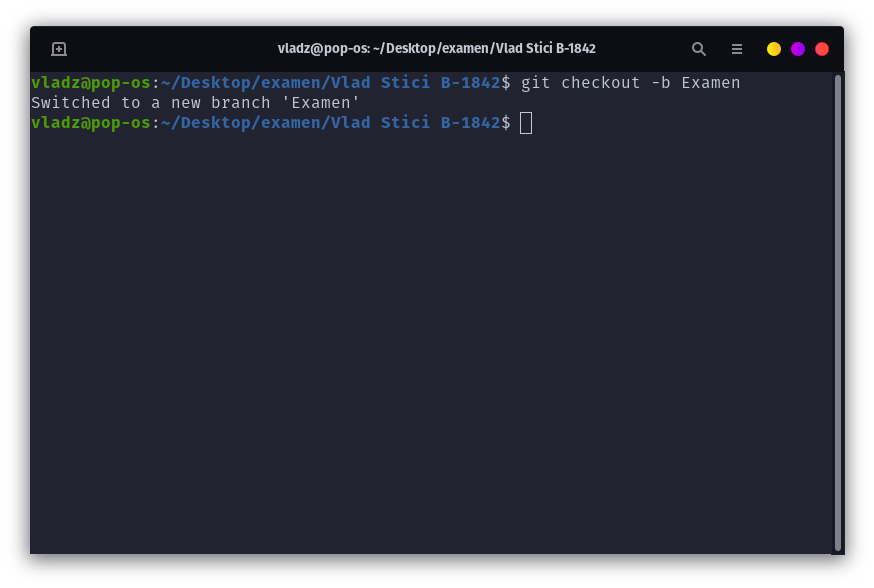 vladz@pop-os: ~/Desktop/examen/Vlad Stici B-1842
vladz@pop-os:~/Desktop/examen/Vlad Stici B-1842$ git checkout -b Examen
Switched to a new branch 'Examen'
vladz@pop-os:~/Desktop/examen/Vlad Stici B-1842$